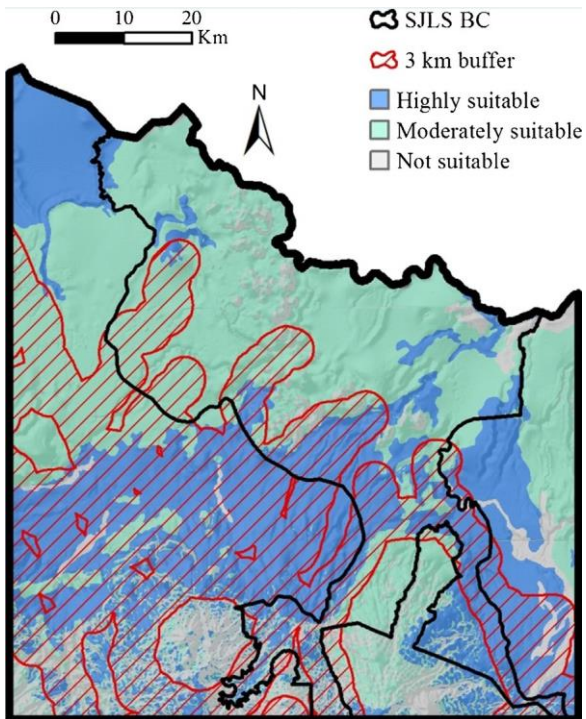 0 10 20
Km
SJLS BC
3 km buffer
N
Highly suitable
Moderately suitable
Not suitable